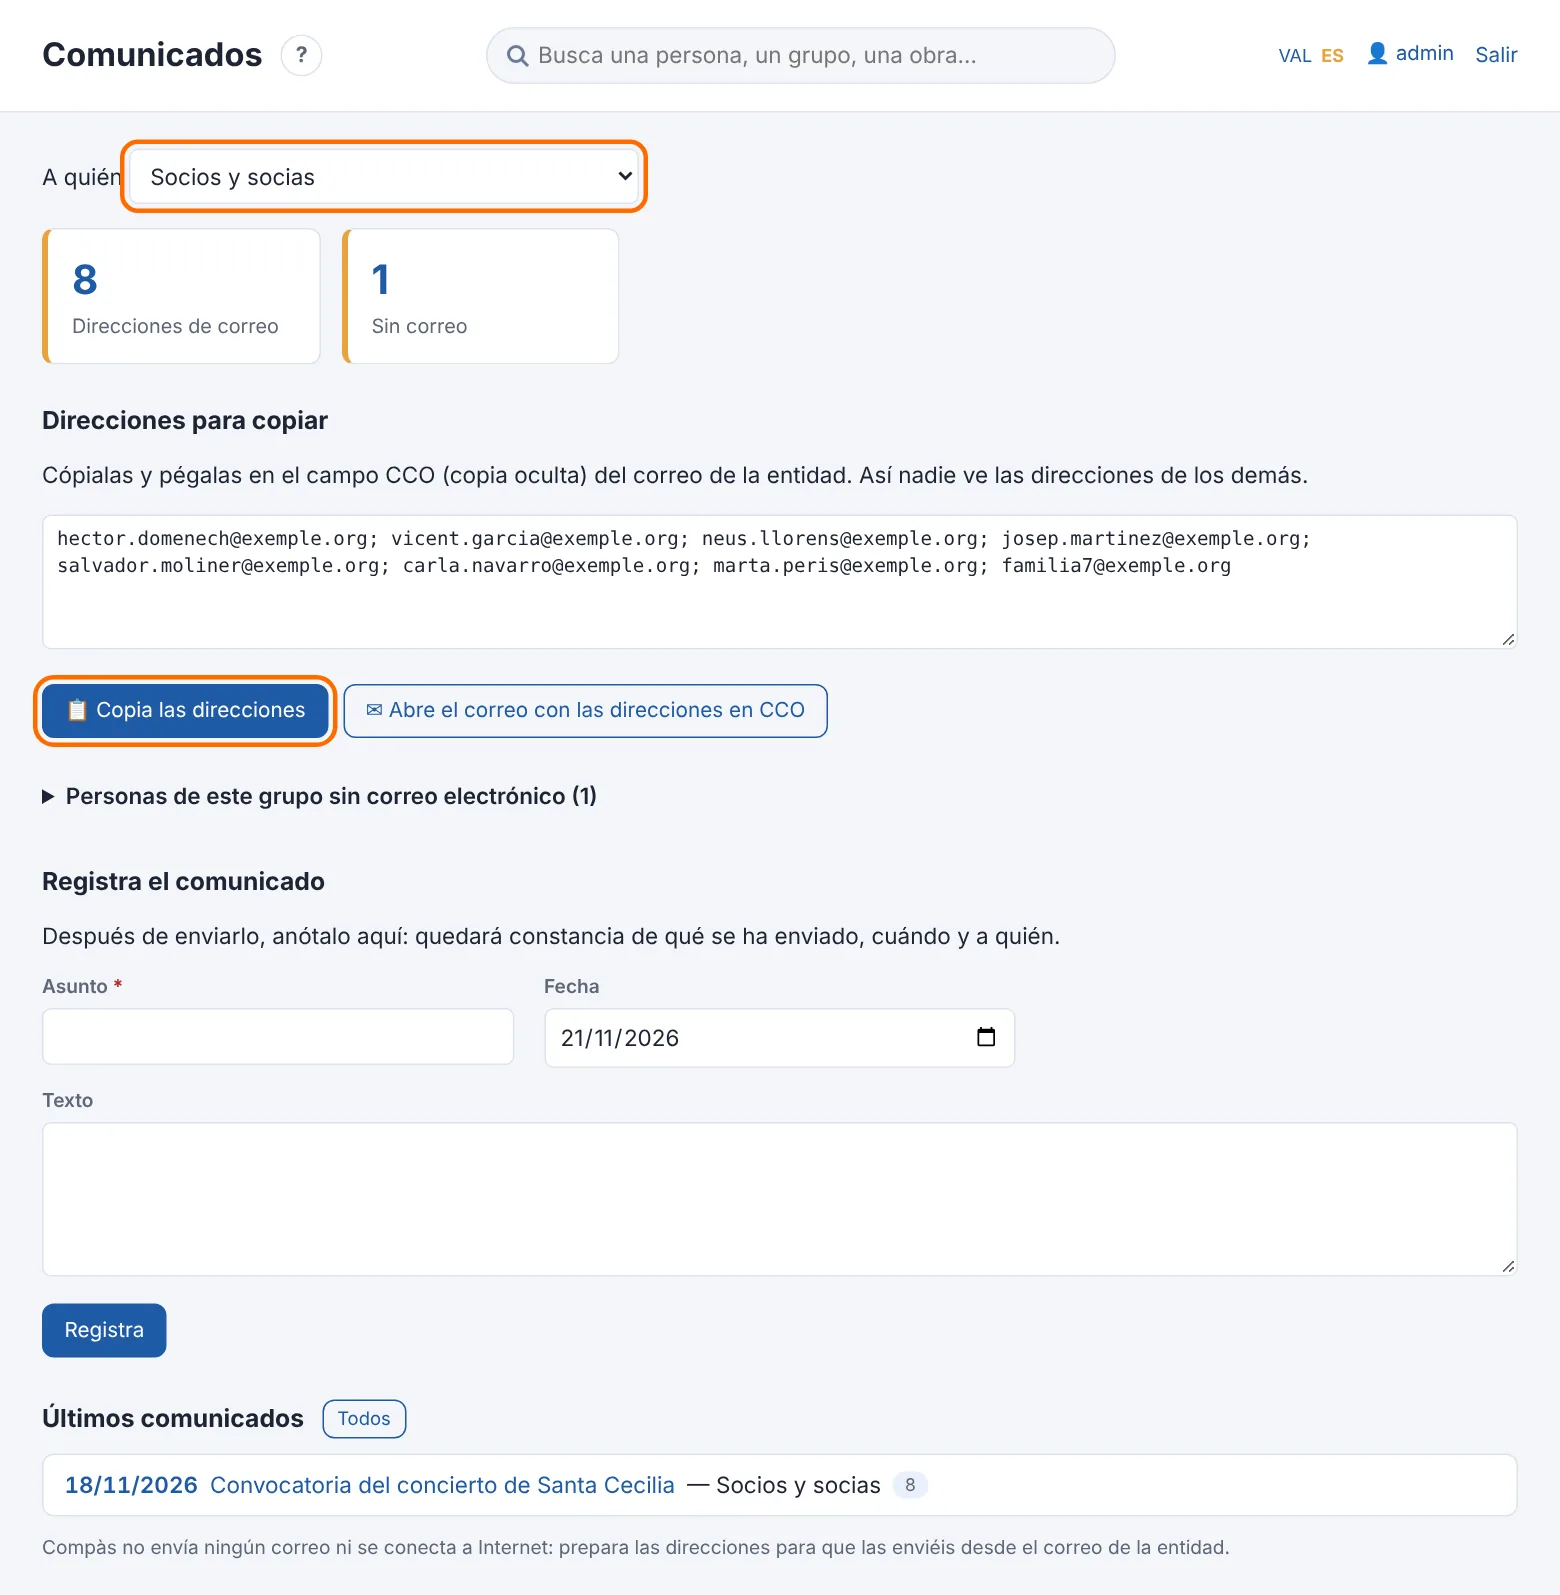 Comunicados ?
Busca una persona, un grupo, una obra...
VAL ES admin Salir
A quién Socios y socias
8
Direcciones de correo
1
Sin correo
Direcciones para copiar
Cópialas y pégalas en el campo CCO (copia oculta) del correo de la entidad. Así nadie ve las direcciones de los demás.
hector.domenech@exemple.org; vicent.garcia@exemple.org; neus.llorens@exemple.org; josep.martinez@exemple.org;
salvador.moliner@exemple.org; carla.navarro@exemple.org; marta.peris@exemple.org; familia7@exemple.org
Copia las direcciones
Abre el correo con las direcciones en CCO
Personas de este grupo sin correo electrónico (1)
Registra el comunicado
Después de enviarlo, anótalo aquí: quedará constancia de qué se ha enviado, cuándo y a quién.
Asunto *
Fecha
21/11/2026
Texto
Registra
Últimos comunicados Todos
18/11/2026 Convocatoria del concierto de Santa Cecilia — Socios y socias 8
Compàs no envía ningún correo ni se conecta a Internet: prepara las direcciones para que las enviéis desde el correo de la entidad.